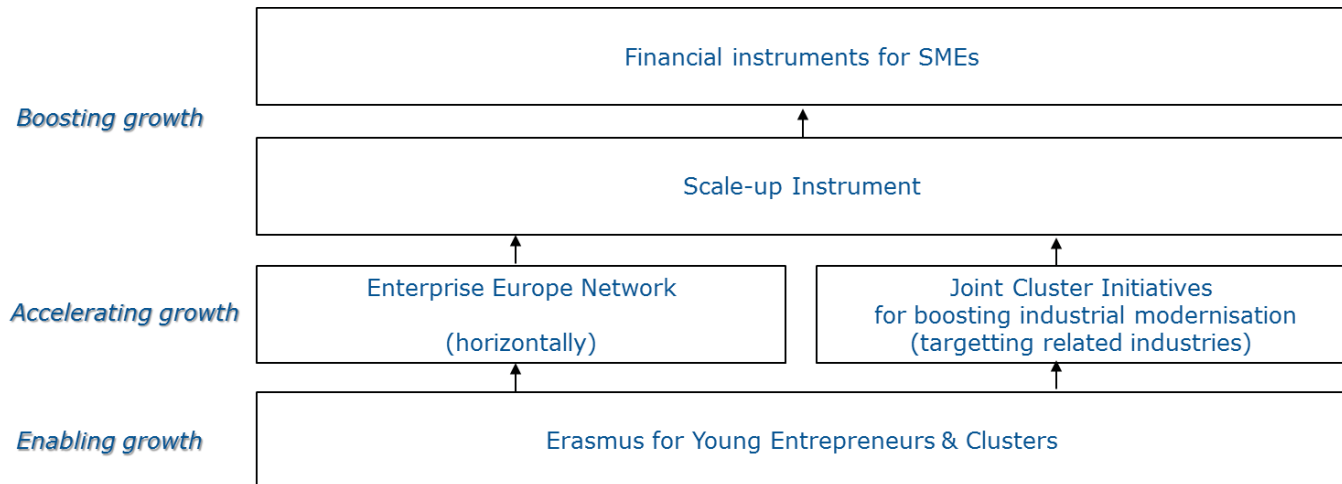 Financial instruments for SMEs
Boosting growth
Scale-up Instrument
Enterprise Europe Network
(horizontally)
Joint Cluster Initiatives
for boosting industrial modernisation
(targetting related industries)
Accelerating growth
Erasmus for Young Entrepreneurs & Clusters
Enabling growth